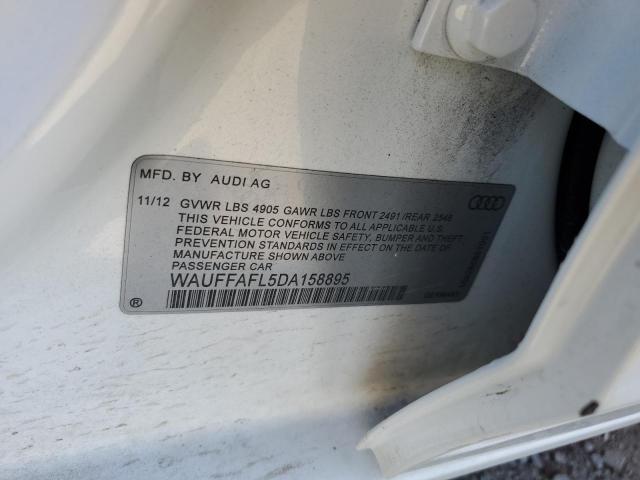 MFD. BY AUDI AG
11/12 GVWR LBS 4905 GAWR LBS FRONT 2491 /REAR 2546
THIS VEHICLE CONFORMS TO ALL APPLICABLE U.S.
FEDERAL MOTOR VEHICLE SAFETY, BUMPER AND THEFT
PREVENTION STANDARDS IN EFFECT ON THE DATE OF
MANUFACTURE SHOWN ABOVE
PASSENGER CAR
WAUFFAFL5DA158895
®
GERMANY